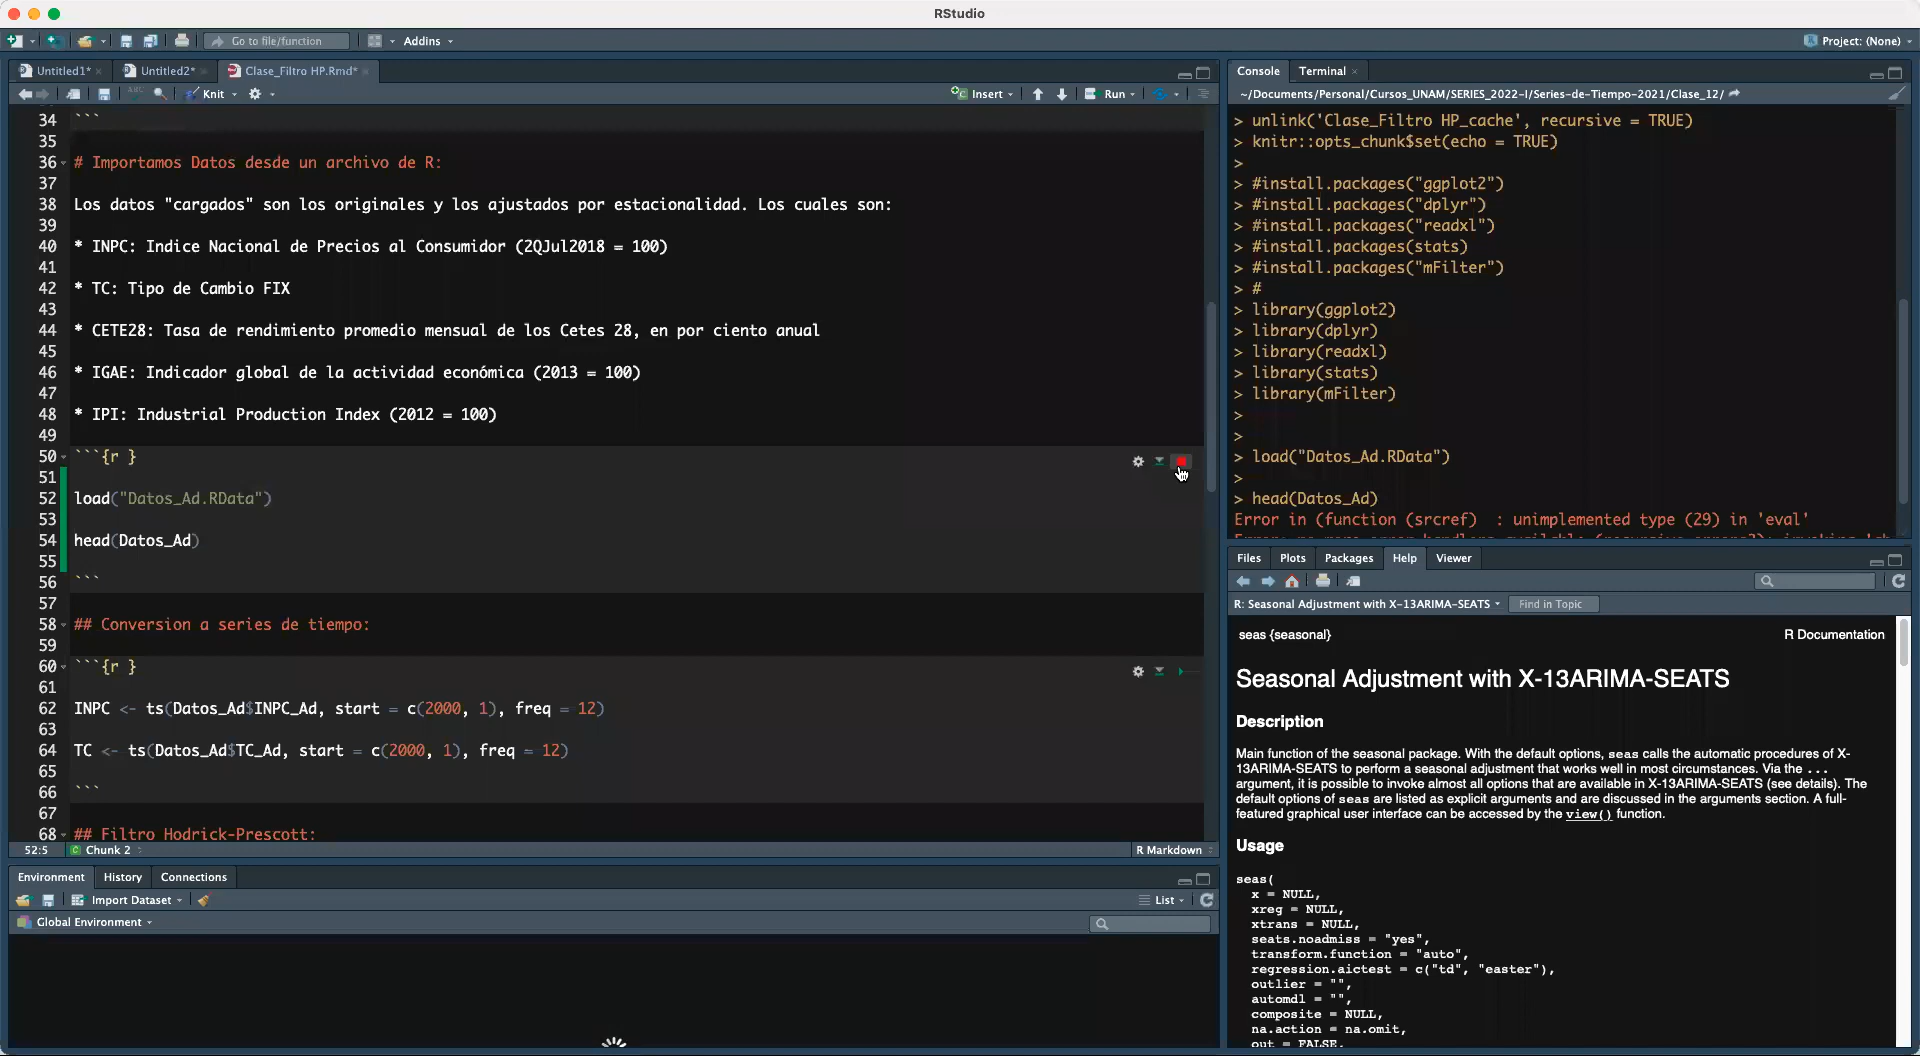 RStudio
Go to file/function
Addins
Project: (None)
Untitled1*
Untitled2*
Clase_Filtro HP.Rmd*
Knit
Insert
Run
34 ```
35
36 # Importamos Datos desde un archivo de R:
37
38 Los datos "cargados" son los originales y los ajustados por estacionalidad. Los cuales son:
39
40 * INPC: Indice Nacional de Precios al Consumidor (2QJul2018 = 100)
41
42 * TC: Tipo de Cambio FIX
43
44 * CETE28: Tasa de rendimiento promedio mensual de los Cetes 28, en por ciento anual
45
46 * IGAE: Indicador global de la actividad económica (2013 = 100)
47
48 * IPI: Industrial Production Index (2012 = 100)
49
50 ```{r }
51
52 load("Datos_Ad.RData")
53
54 head(Datos_Ad)
55
56 ```
57
58 ## Conversion a series de tiempo:
59
60 ```{r }
61
62 INPC <- ts(Datos_Ad$INPC_Ad, start = c(2000, 1), freq = 12)
63
64 TC <- ts(Datos_Ad$TC_Ad, start = c(2000, 1), freq = 12)
65
66 ```
67
68 ## Filtro Hodrick-Prescott:
52:5
Chunk 2
R Markdown
Environment
History
Connections
Import Dataset
List
Global Environment
Console
Terminal
~/Documents/Personal/Cursos_UNAM/SERIES_2022-I/Series-de-Tiempo-2021/Clase_12/
> unlink('Clase_Filtro HP_cache', recursive = TRUE)
> knitr::opts_chunk$set(echo = TRUE)
>
> #install.packages("ggplot2")
> #install.packages("dplyr")
> #install.packages("readxl")
> #install.packages(stats)
> #install.packages("mFilter")
> #
> library(ggplot2)
> library(dplyr)
> library(readxl)
> library(stats)
> library(mFilter)
>
>
> load("Datos_Ad.RData")
>
> head(Datos_Ad)
Error in (function (srcref)  : unimplemented type (29) in 'eval'
Files
Plots
Packages
Help
Viewer
R: Seasonal Adjustment with X-13ARIMA-SEATS
Find in Topic
seas {seasonal}
R Documentation
Seasonal Adjustment with X-13ARIMA-SEATS
Description
Main function of the seasonal package. With the default options, seas calls the automatic procedures of X-
13ARIMA-SEATS to perform a seasonal adjustment that works well in most circumstances. Via the ...
argument, it is possible to invoke almost all options that are available in X-13ARIMA-SEATS (see details). The
default options of seas are listed as explicit arguments and are discussed in the arguments section. A full-
featured graphical user interface can be accessed by the view() function.
Usage
seas(
x = NULL,
xreg = NULL,
xtrans = NULL,
seats.noadmiss = "yes",
transform.function = "auto",
regression.aictest = c("td", "easter"),
outlier = "",
automdl = "",
composite = NULL,
na.action = na.omit,
out = FALSE,